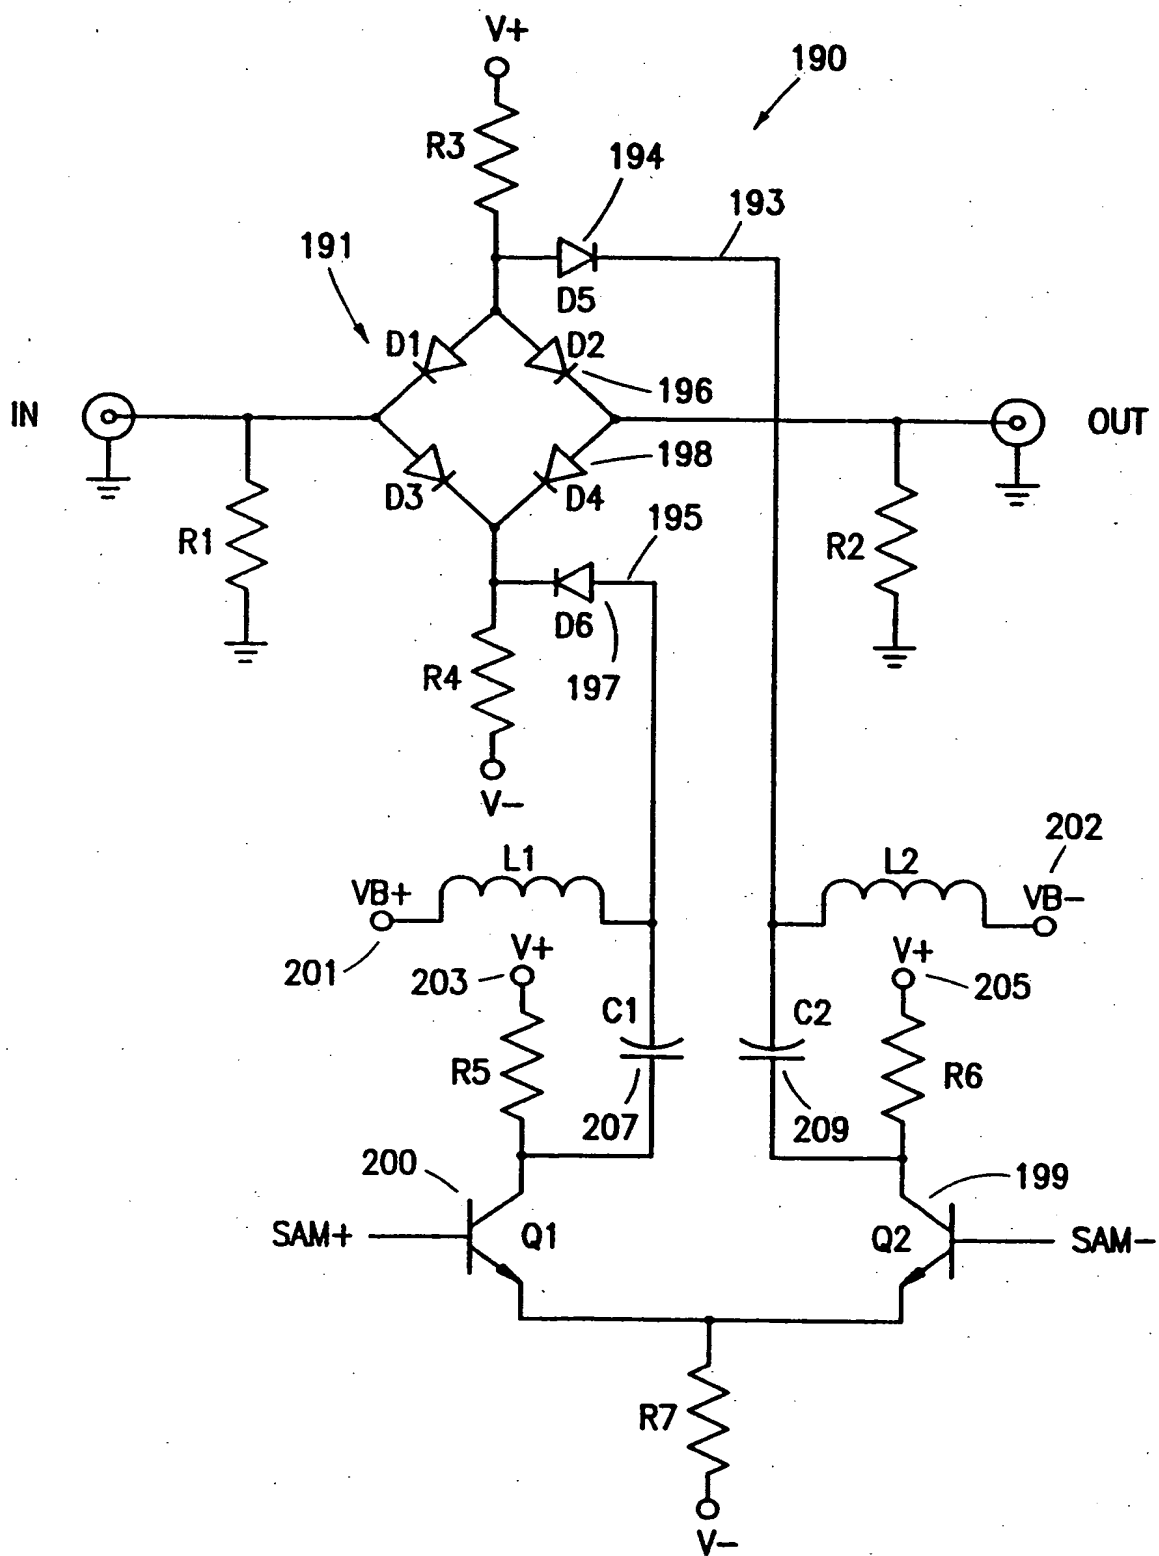 V+
190
R3
194
193
191
D5
D1
D2
196
IN
OUT
198
D3
D4
195
R1
R2
D6
R4
197
V-
202
L1
L2
VB+
VB-
V+
V+
201
203
205
C1
C2
R5
R6
207
209
200
199
SAM+
Q1
Q2
SAM-
R7
V-